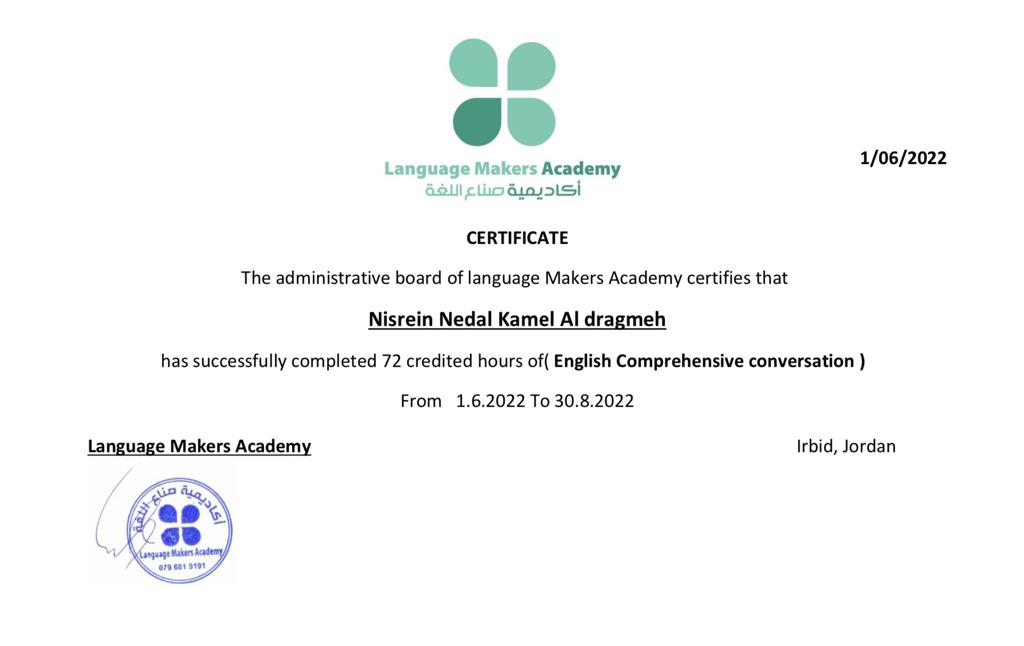 Language Makers Academy
أكاديمية صناع اللغة
1/06/2022
CERTIFICATE
The administrative board of language Makers Academy certifies that
Nisrein Nedal Kamel Al dragmeh
has successfully completed 72 credited hours of( English Comprehensive conversation )
From 1.6.2022 To 30.8.2022
Language Makers Academy
Irbid, Jordan
أكاديمية صناع اللغة
Language Makers Academy
079 681 9191